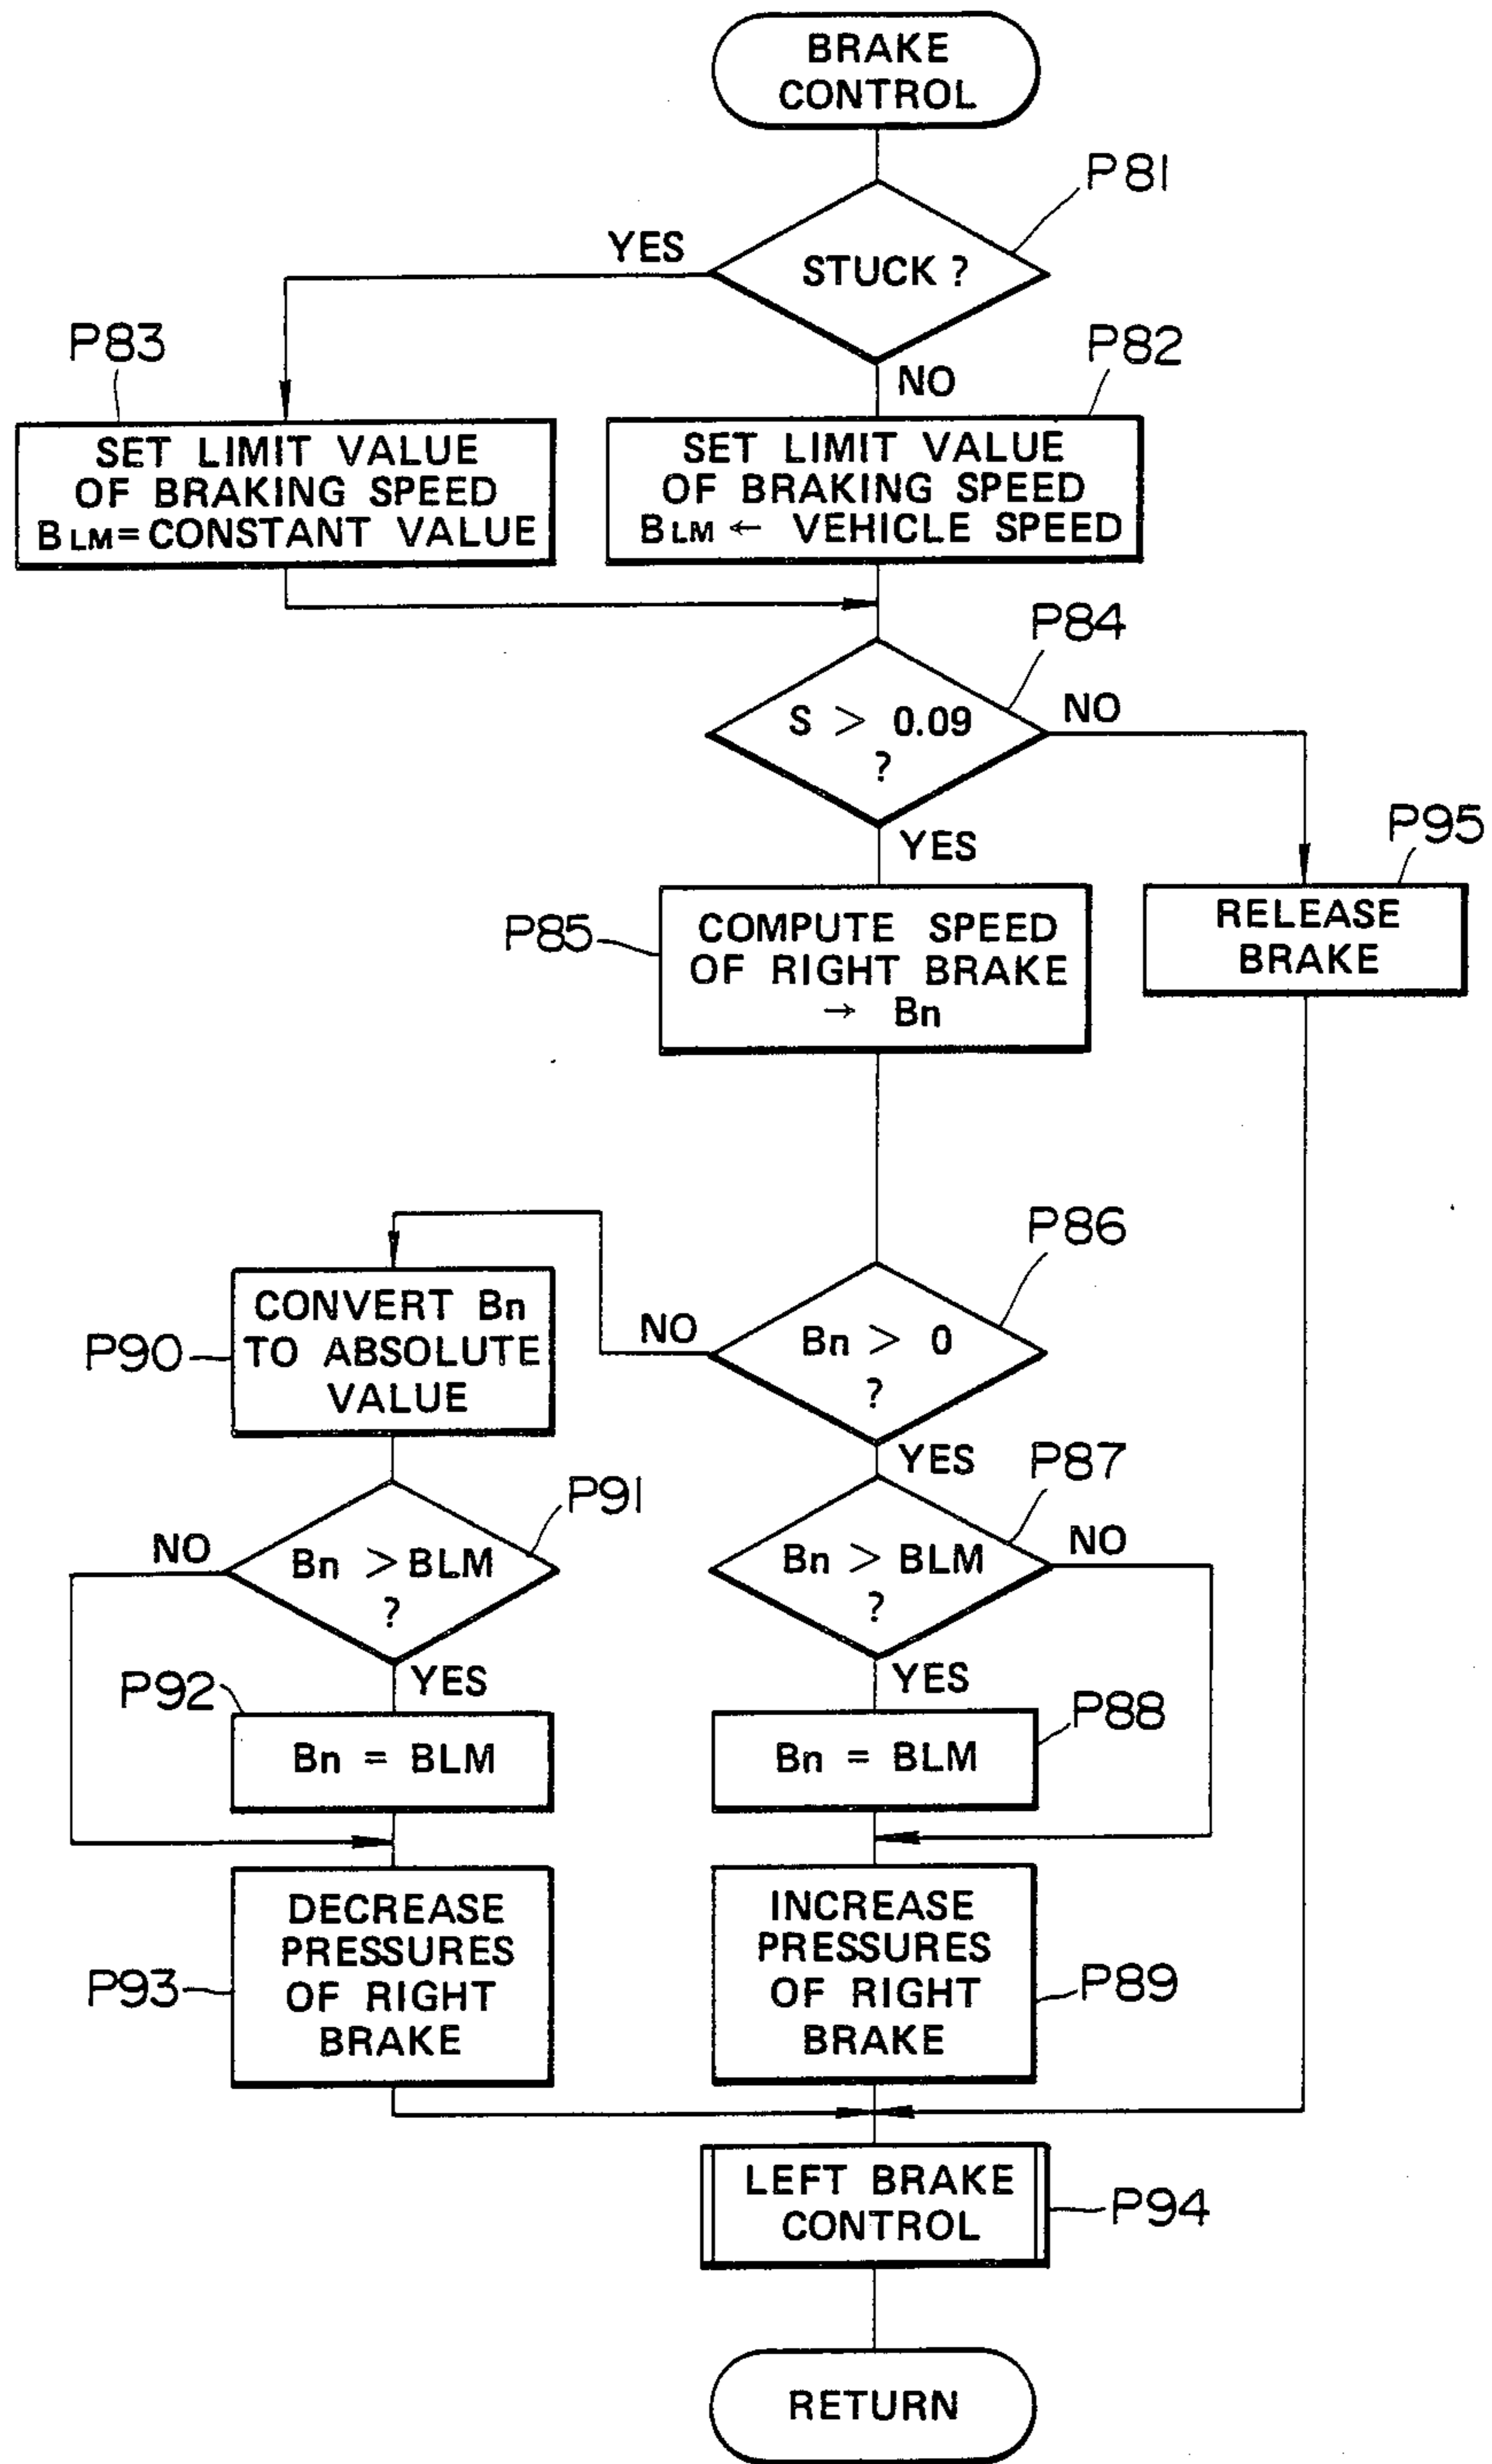 BRAKE
CONTROL
P81
STUCK ?
YES
NO
P83
P82
SET LIMIT VALUE
OF BRAKING SPEED
BLM=CONSTANT VALUE
SET LIMIT VALUE
OF BRAKING SPEED
BLM ← VEHICLE SPEED
P84
S > 0.09
?
NO
YES
P95
RELEASE
BRAKE
P85
COMPUTE SPEED
OF RIGHT BRAKE
→ Bn
P86
Bn > 0
?
NO
YES
P90
CONVERT Bn
TO ABSOLUTE
VALUE
P91
Bn > BLM
?
NO
YES
P87
Bn > BLM
?
NO
YES
P92
Bn = BLM
P88
Bn = BLM
P93
DECREASE
PRESSURES
OF RIGHT
BRAKE
INCREASE
PRESSURES
OF RIGHT
BRAKE
P89
LEFT BRAKE
CONTROL
P94
RETURN